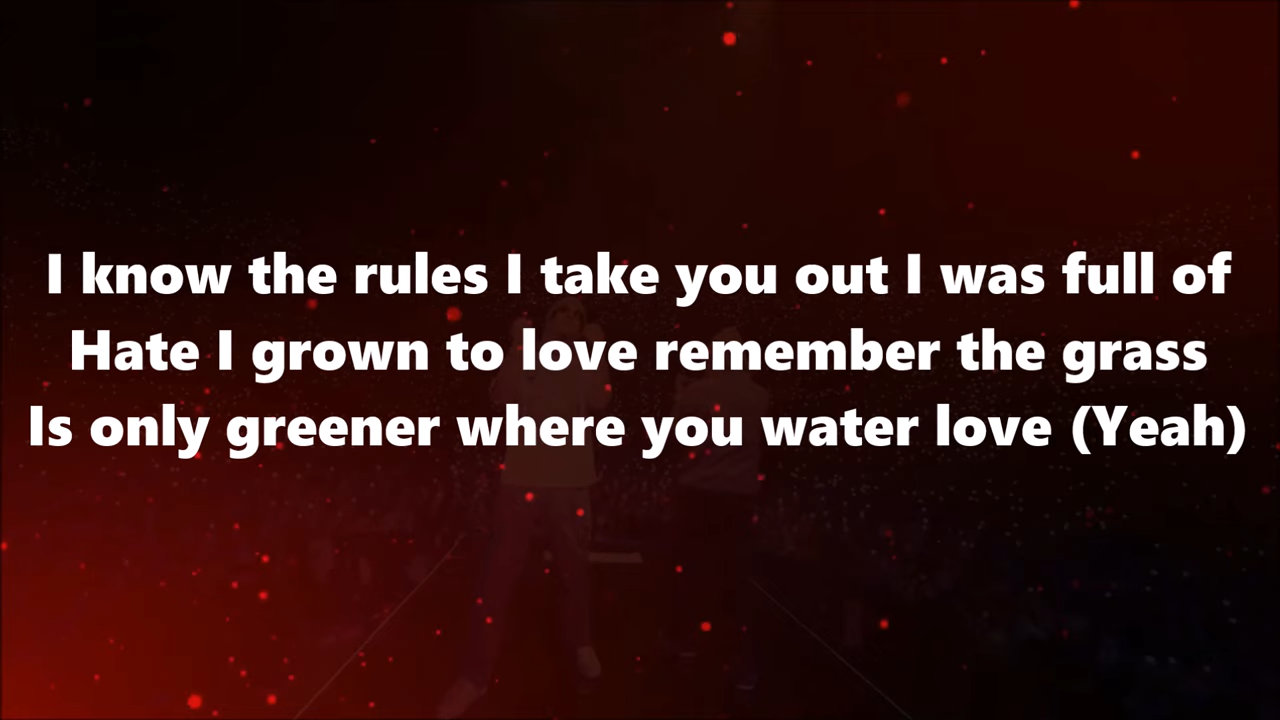 I know the rules I take you out I was full of
Hate I grown to love remember the grass
Is only greener where you water love (Yeah)